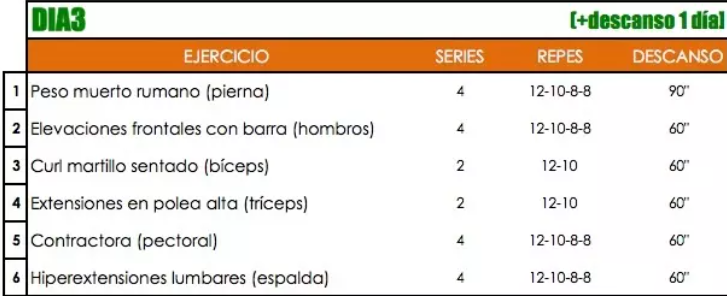 DIA3 (+descanso 1 día)
EJERCICIO SERIES REPES DESCANSO
1 Peso muerto rumano (pierna) 4 12-10-8-8 90"
2 Elevaciones frontales con barra (hombros) 4 12-10-8-8 60"
3 Curl martillo sentado (bíceps) 2 12-10 60"
4 Extensiones en polea alta (tríceps) 2 12-10 60"
5 Contractora (pectoral) 4 12-10-8-8 60"
6 Hiperextensiones lumbares (espalda) 4 12-10-8-8 60"